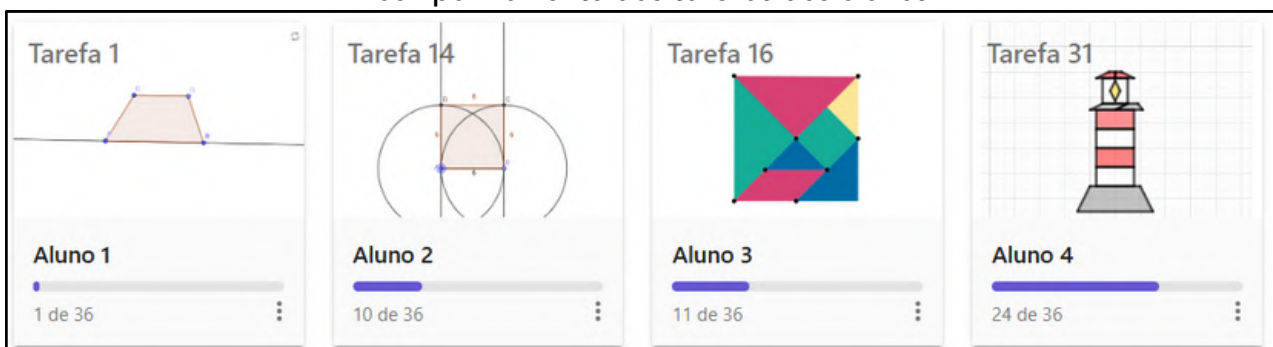 Tarefa 1
Tarefa 14
Tarefa 16
Tarefa 31
Aluno 1
Aluno 2
Aluno 3
Aluno 4
1 de 36
10 de 36
11 de 36
24 de 36